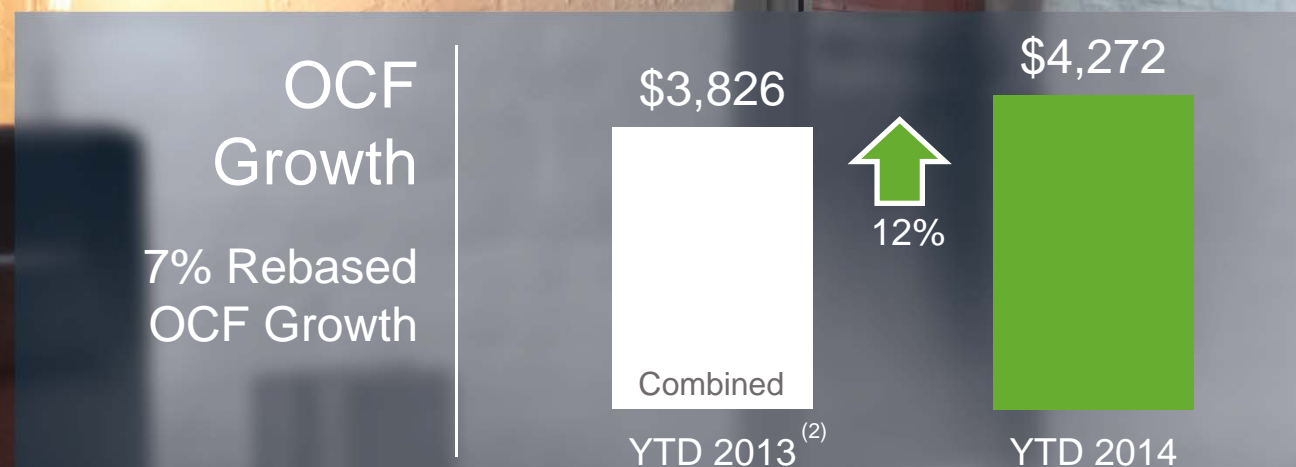 OCF
Growth
7% Rebased
OCF Growth
$3,826
Combined
YTD 2013 (2)
12%
$4,272
YTD 2014